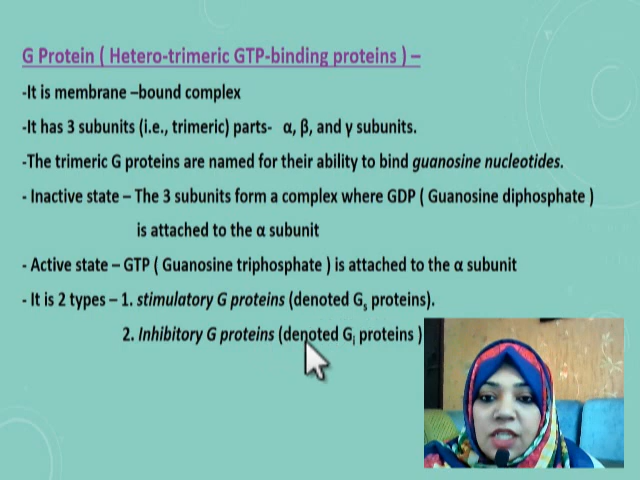 G Protein ( Hetero-trimeric GTP-binding proteins ) –
-It is membrane –bound complex
-It has 3 subunits (i.e., trimeric) parts- α, β, and γ subunits.
-The trimeric G proteins are named for their ability to bind guanosine nucleotides.
- Inactive state – The 3 subunits form a complex where GDP ( Guanosine diphosphate )
is attached to the α subunit
- Active state – GTP ( Guanosine triphosphate ) is attached to the α subunit
- It is 2 types – 1. stimulatory G proteins (denoted Gs proteins).
2. Inhibitory G proteins (denoted Gi proteins )